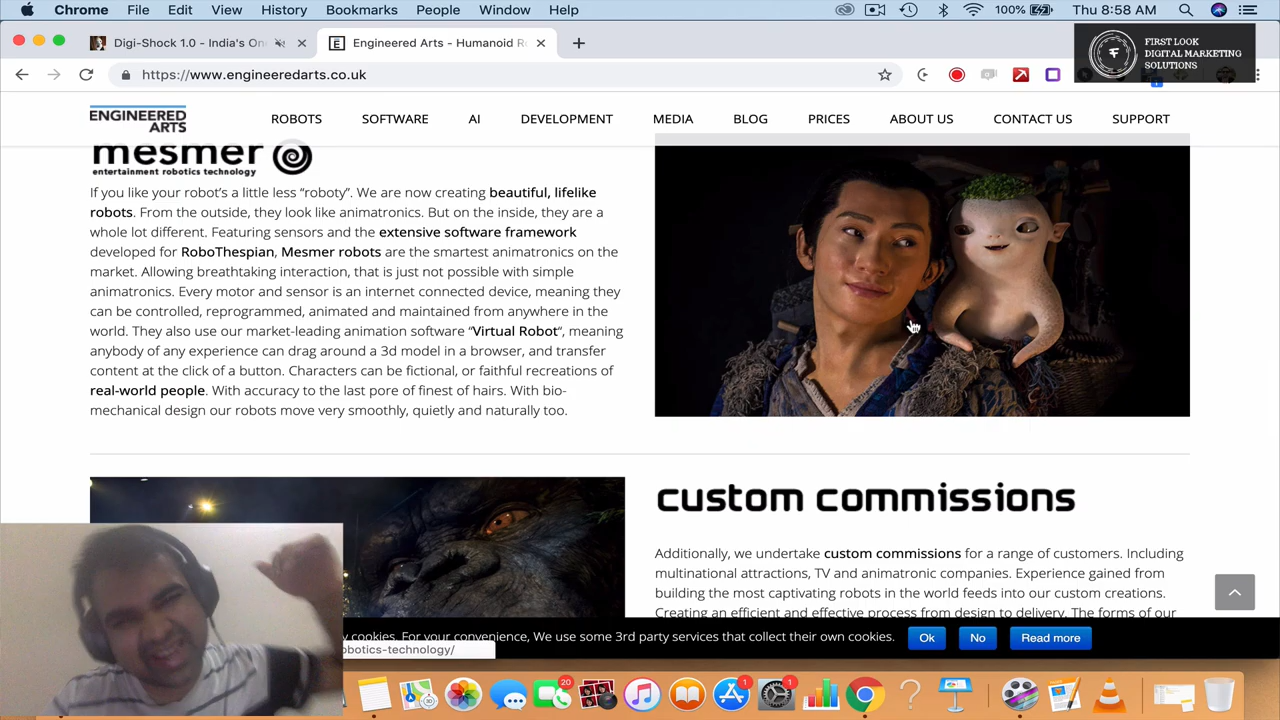 Chrome File Edit View History Bookmarks People Window Help 100% Thu 8:58 AM
Digi-Shock 1.0 - India's On
Engineered Arts - Humanoid R
FIRST LOOK
DIGITAL MARKETING
SOLUTIONS
https://www.engineeredarts.co.uk
ENGINEERED
ARTS
ROBOTS SOFTWARE AI DEVELOPMENT MEDIA BLOG PRICES ABOUT US CONTACT US SUPPORT
mesmer
entertainment robotics technology
If you like your robot's a little less "roboty". We are now creating beautiful, lifelike
robots. From the outside, they look like animatronics. But on the inside, they are a
whole lot different. Featuring sensors and the extensive software framework
developed for RoboThespian, Mesmer robots are the smartest animatronics on the
market. Allowing breathtaking interaction, that is just not possible with simple
animatronics. Every motor and sensor is an internet connected device, meaning they
can be controlled, reprogrammed, animated and maintained from anywhere in the
world. They also use our market-leading animation software "Virtual Robot", meaning
anybody of any experience can drag around a 3d model in a browser, and transfer
content at the click of a button. Characters can be fictional, or faithful recreations of
real-world people. With accuracy to the last pore of finest of hairs. With bio-
mechanical design our robots move very smoothly, quietly and naturally too.
custom commissions
Additionally, we undertake custom commissions for a range of customers. Including
multinational attractions, TV and animatronic companies. Experience gained from
building the most captivating robots in the world feeds into our custom creations.
Creating an efficient and effective process from design to delivery. The forms of our
y cookies. For your convenience, We use some 3rd party services that collect their own cookies. Ok No Read more
obotics-technology/
20
1
1